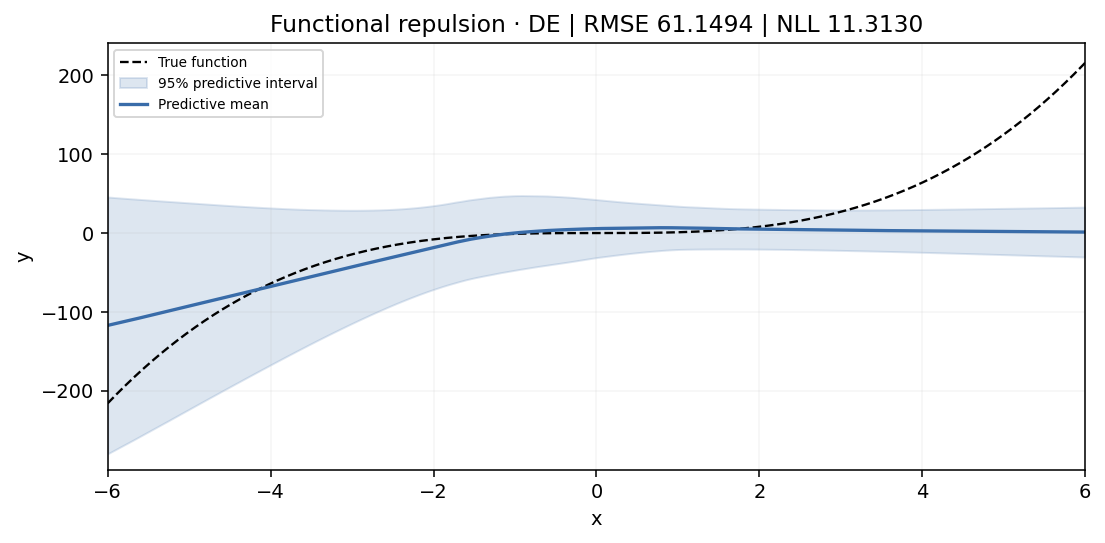 Functional repulsion · DE | RMSE 61.1494 | NLL 11.3130
True function
95% predictive interval
Predictive mean
y
200
100
0
−100
−200
−6 −4 −2 0 2 4 6
x